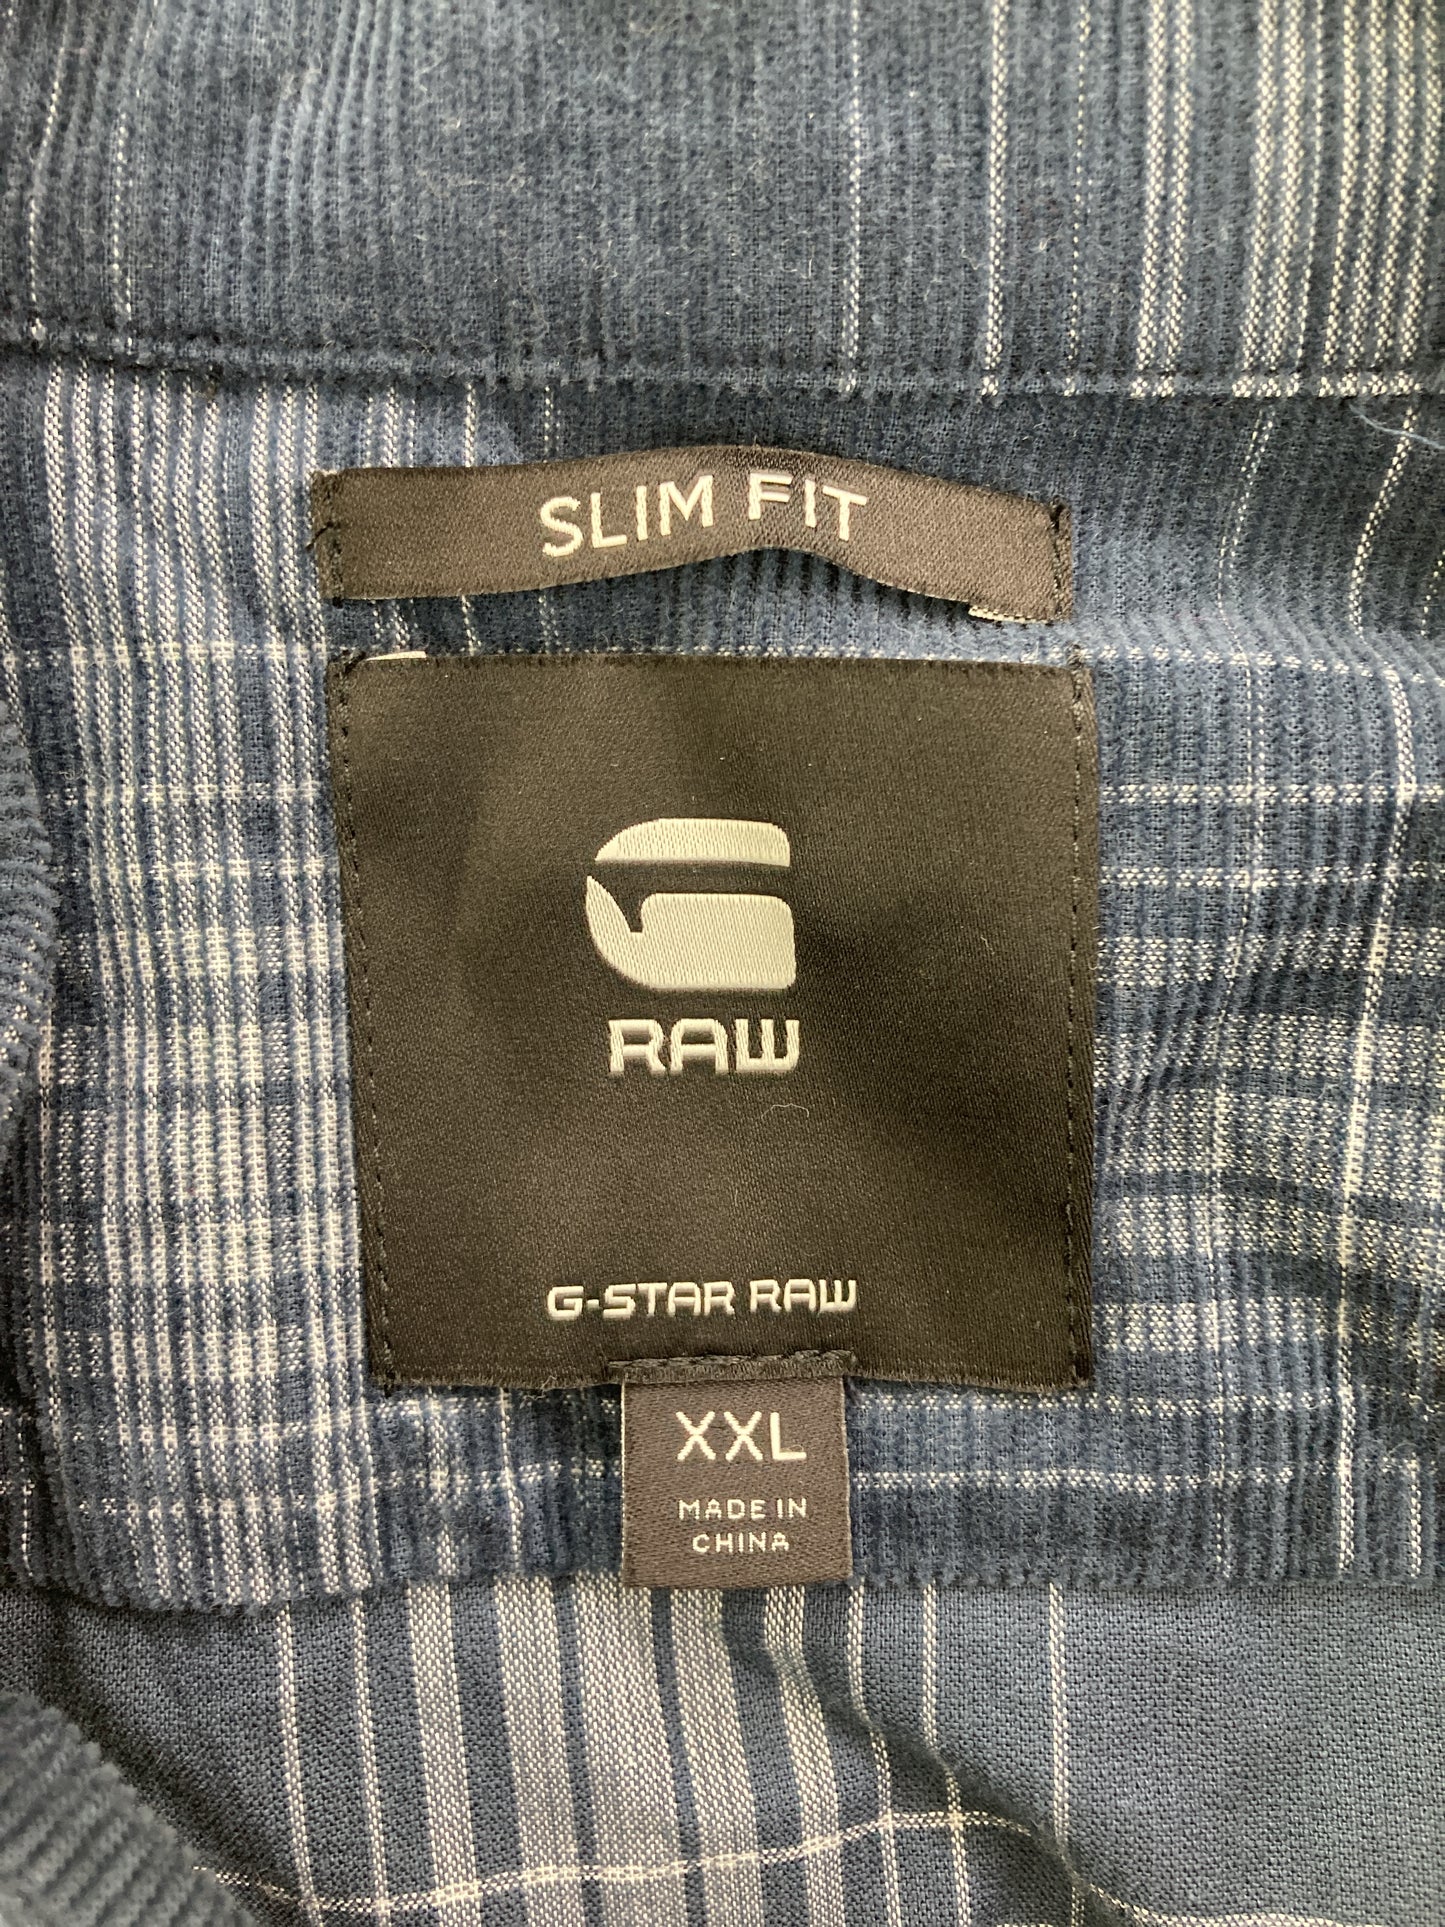 SLIM FIT
RAW
G-STAR RAW
XXL
MADE IN
CHINA